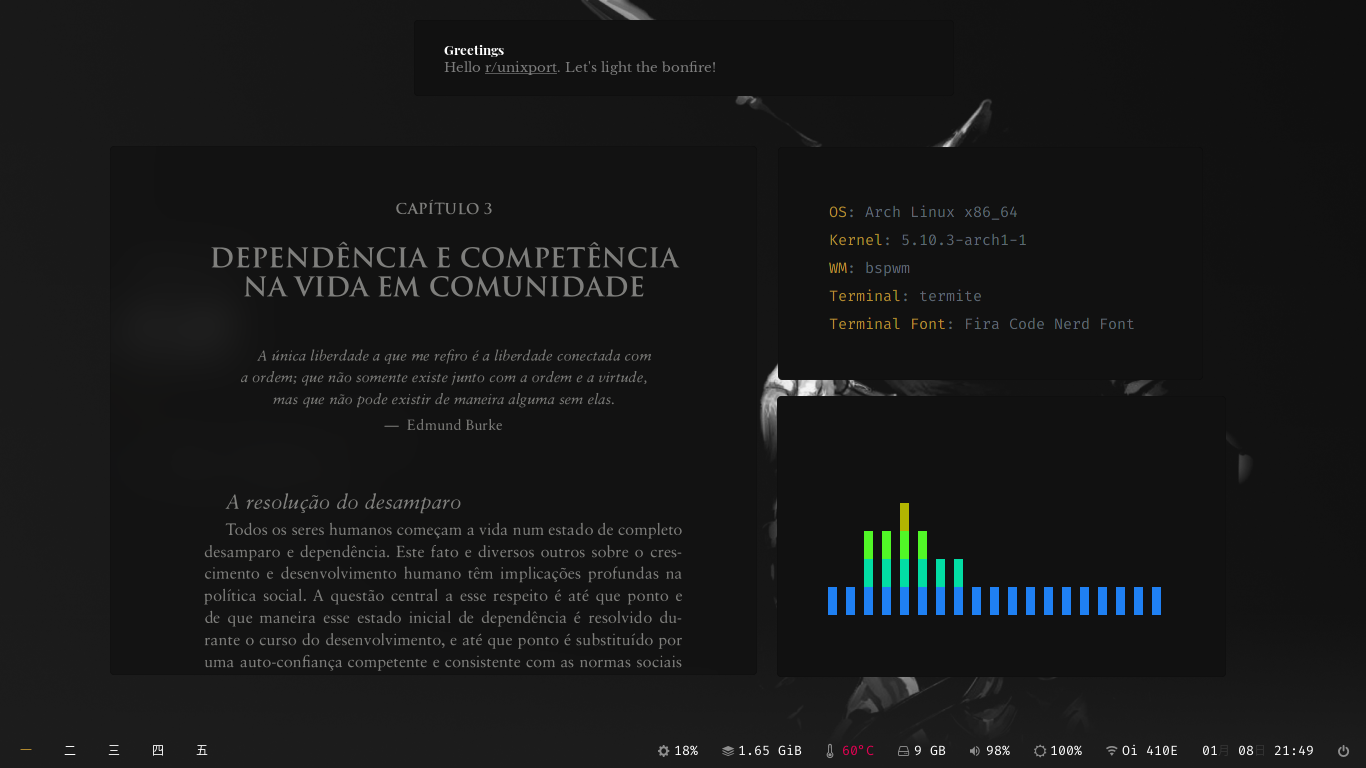 Greetings
Hello r/unixport. Let's light the bonfire!
CAPÍTULO 3
DEPENDÊNCIA E COMPETÊNCIA
NA VIDA EM COMUNIDADE
A única liberdade a que me refiro é a liberdade conectada com
a ordem; que não somente existe junto com a ordem e a virtude,
mas que não pode existir de maneira alguma sem elas.
— Edmund Burke
A resolução do desamparo
Todos os seres humanos começam a vida num estado de completo
desamparo e dependência. Este fato e diversos outros sobre o cres-
cimento e desenvolvimento humano têm implicações profundas na
política social. A questão central a esse respeito é até que ponto e
de que maneira esse estado inicial de dependência é resolvido du-
rante o curso do desenvolvimento, e até que ponto é substituído por
uma auto-confiança competente e consistente com as normas sociais
OS: Arch Linux x86_64
Kernel: 5.10.3-arch1-1
WM: bspwm
Terminal: termite
Terminal Font: Fira Code Nerd Font
一 二 三 四 五
18% 1.65 GiB 60°C 9 GB 98% 100% Oi 410E 01月 08日 21:49